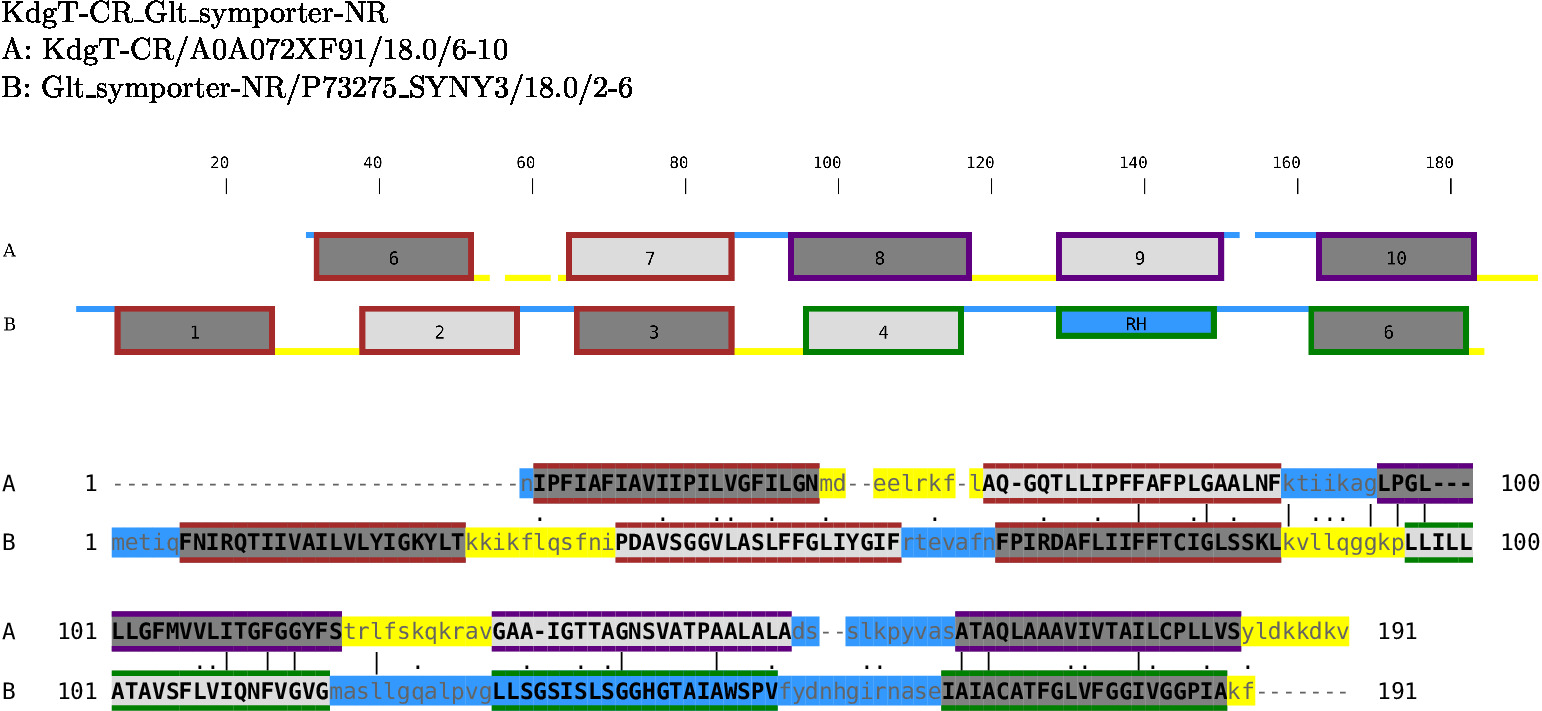 KdgT-CR_Glt_symporter-NR
A: KdgT-CR/A0A072XF91/18.0/6-10
B: Glt_symporter-NR/P73275_SYNY3/18.0/2-6
20 40 60 80 100 120 140 160 180
A 6 7 8 9 10
B 1 2 3 4 RH 6
A 1 ------------------------------nIPFIAFIAVIIPILVGFILGNmd--eelrkf-lAQ-GQTLLIPFFAFPLGAALNFktiikagLPGL--- 100
B 1 metiqFNIRQTIIVAILVLYIGKYLTkkikflqsfniPDAVSGGVLASLFFGLIYGIFrtevafnFPIRDAFLIIFFTCIGLSSKLkvllqggkpLLILL 100
A 101 LLGFMVVLITGFGGYFStrlfskqkravGAA-IGTTAGNSVATPAALALAds--slkpyvasATAQLAAAVIVTAILCPLLVSyldkkdkv 191
B 101 ATAVSFLVIQNFVGVGmasllgqalpvgLLSGSISLSGGHGTAIAWSPVfydnhgirnaseIAIACATFGLVFGGIVGGPIAkf------- 191